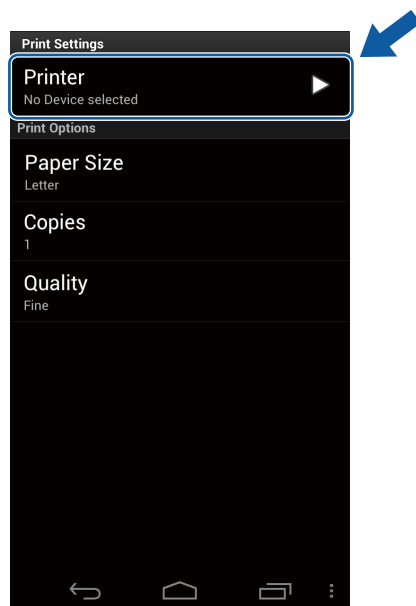 Print Settings
Printer
No Device selected
Print Options
Paper Size
Letter
Copies
1
Quality
Fine